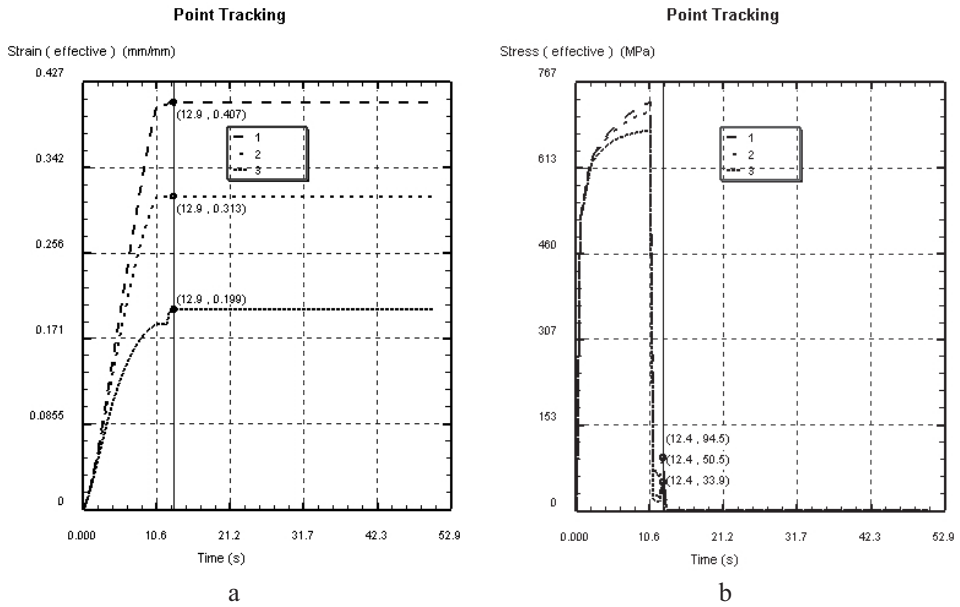 Point Tracking
Strain ( effective ) (mm/mm)
0.427
0.342
0.256
0.171
0.0855
0
(12.9 , 0.407)
1
2
3
(12.9 , 0.313)
(12.9 , 0.199)
0.000 10.6 21.2 31.7 42.3 52.9
Time (s)
a
Point Tracking
Stress ( effective ) (MPa)
767
613
460
307
153
0
1
2
3
(12.4 , 94.5)
(12.4 , 50.5)
(12.4 , 33.9)
0.000 10.6 21.2 31.7 42.3 52.9
Time (s)
b